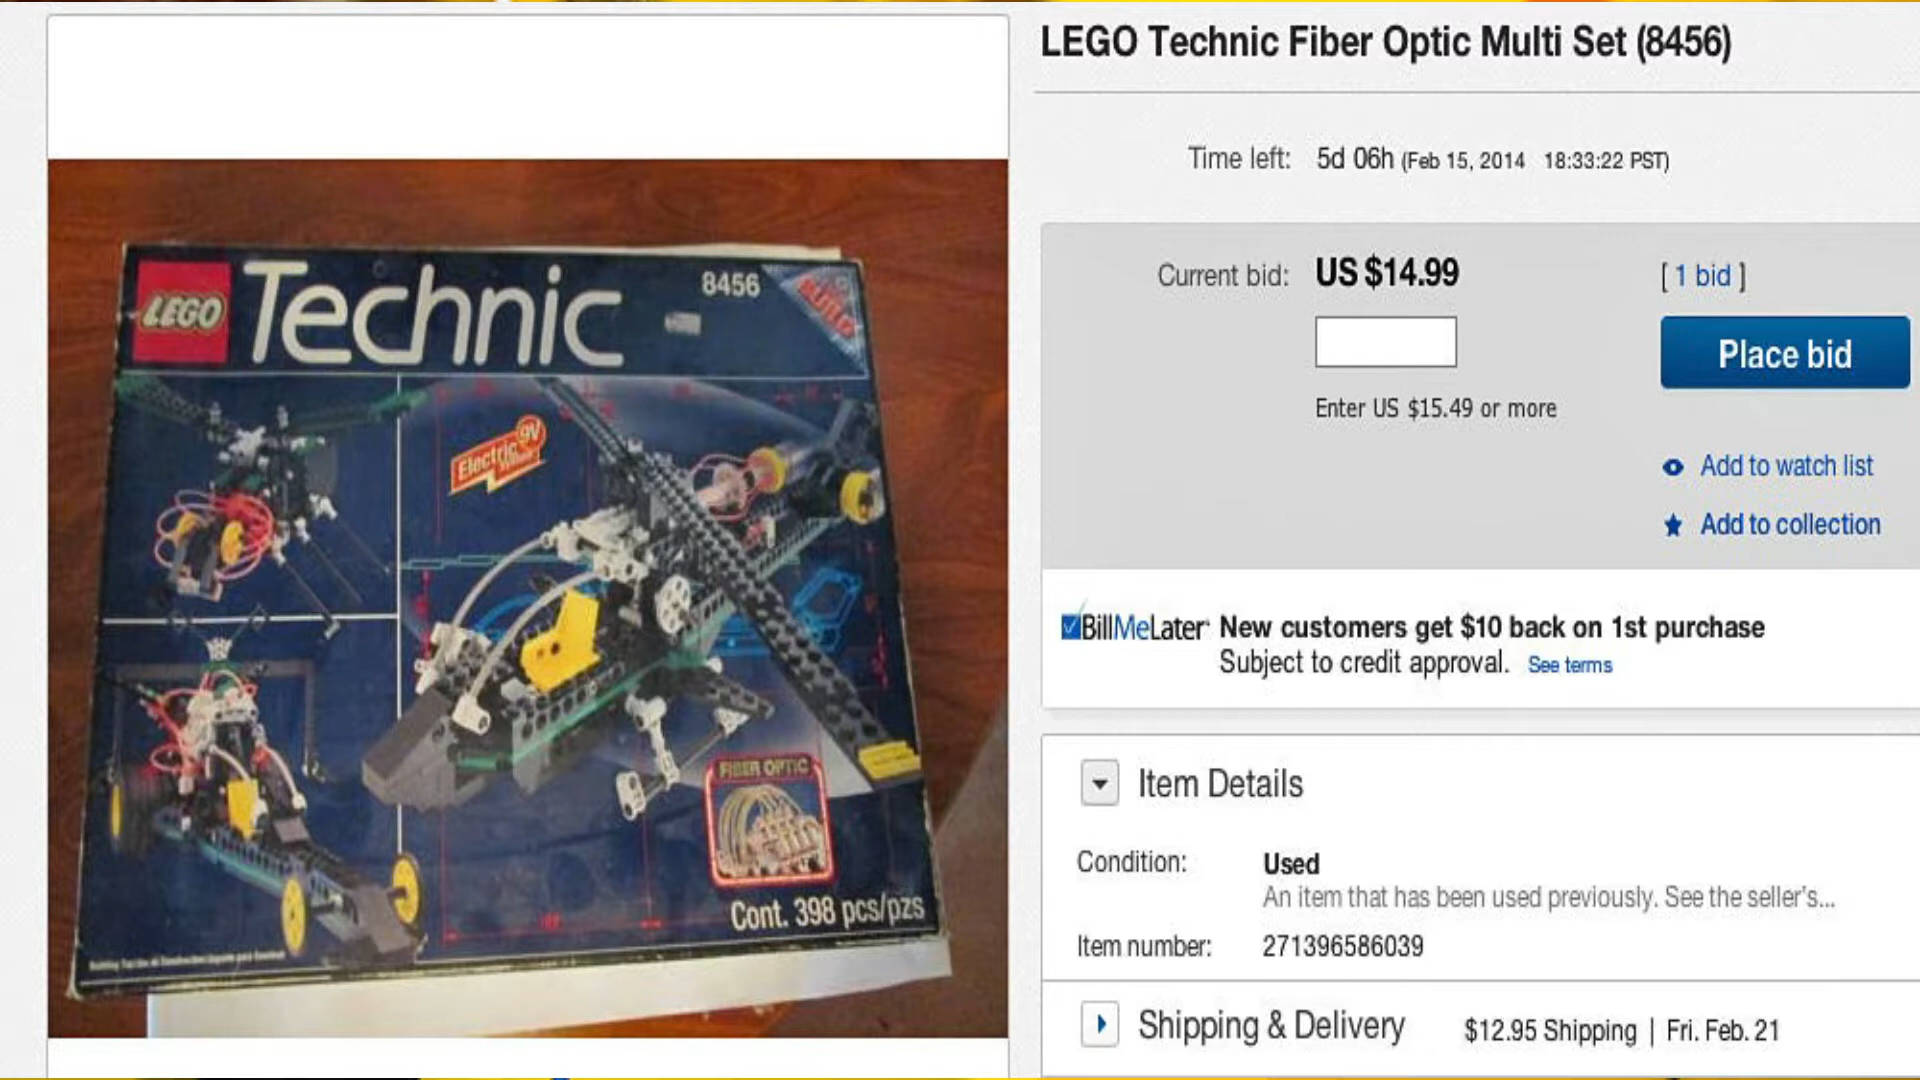 LEGO Technic Fiber Optic Multi Set (8456)
Time left: 5d 06h (Feb 15, 2014 18:33:22 PST)
Current bid: US $14.99 [ 1 bid ]
Place bid
Enter US $15.49 or more
Add to watch list
Add to collection
BillMeLater New customers get $10 back on 1st purchase
Subject to credit approval. See terms
Item Details
Condition: Used
An item that has been used previously. See the seller's...
Item number: 271396586039
Shipping & Delivery $12.95 Shipping | Fri. Feb. 21
LEGO Technic 8456
BUILD
Electric 9V
System
FIBER OPTIC
Cont. 398 pcs/pzs